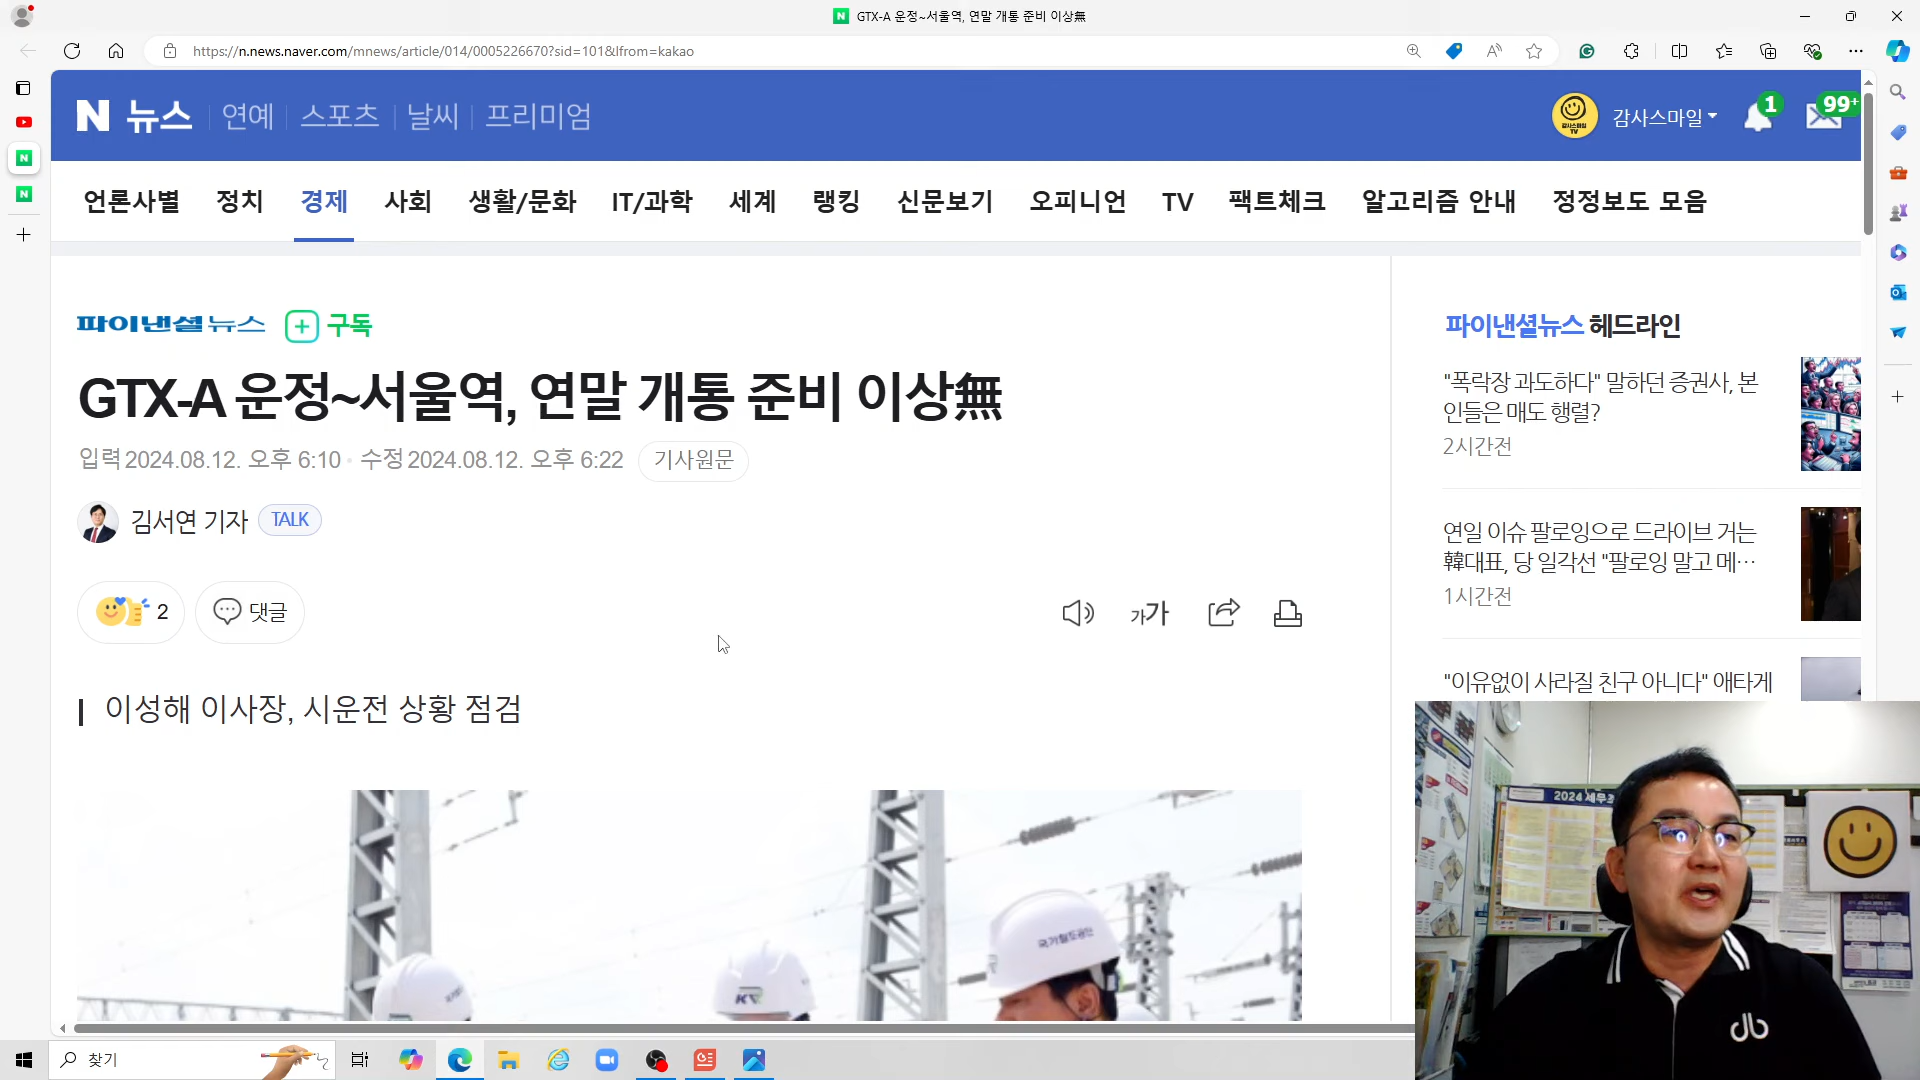 GTX-A 운정~서울역, 연말 개통 준비 이상無
https://n.news.naver.com/mnews/article/014/0005226670?sid=101&lfrom=kakao
N 뉴스 연예 스포츠 날씨 프리미엄
감사스마일
1
99+
언론사별 정치 경제 사회 생활/문화 IT/과학 세계 랭킹 신문보기 오피니언 TV 팩트체크 알고리즘 안내 정정보도 모음
파이낸셜뉴스 구독
GTX-A 운정~서울역, 연말 개통 준비 이상無
입력 2024.08.12. 오후 6:10 수정 2024.08.12. 오후 6:22 기사원문
김서연 기자 TALK
2 댓글
가가
이성해 이사장, 시운전 상황 점검
국가철도공단
KR
파이낸셜뉴스 헤드라인
"폭락장 과도하다" 말하던 증권사, 본
인들은 매도 행렬?
2시간전
연일 이슈 팔로잉으로 드라이브 거는
韓대표, 당 일각선 "팔로잉 말고 메…
1시간전
"이유없이 사라질 친구 아니다" 애타게
찾기